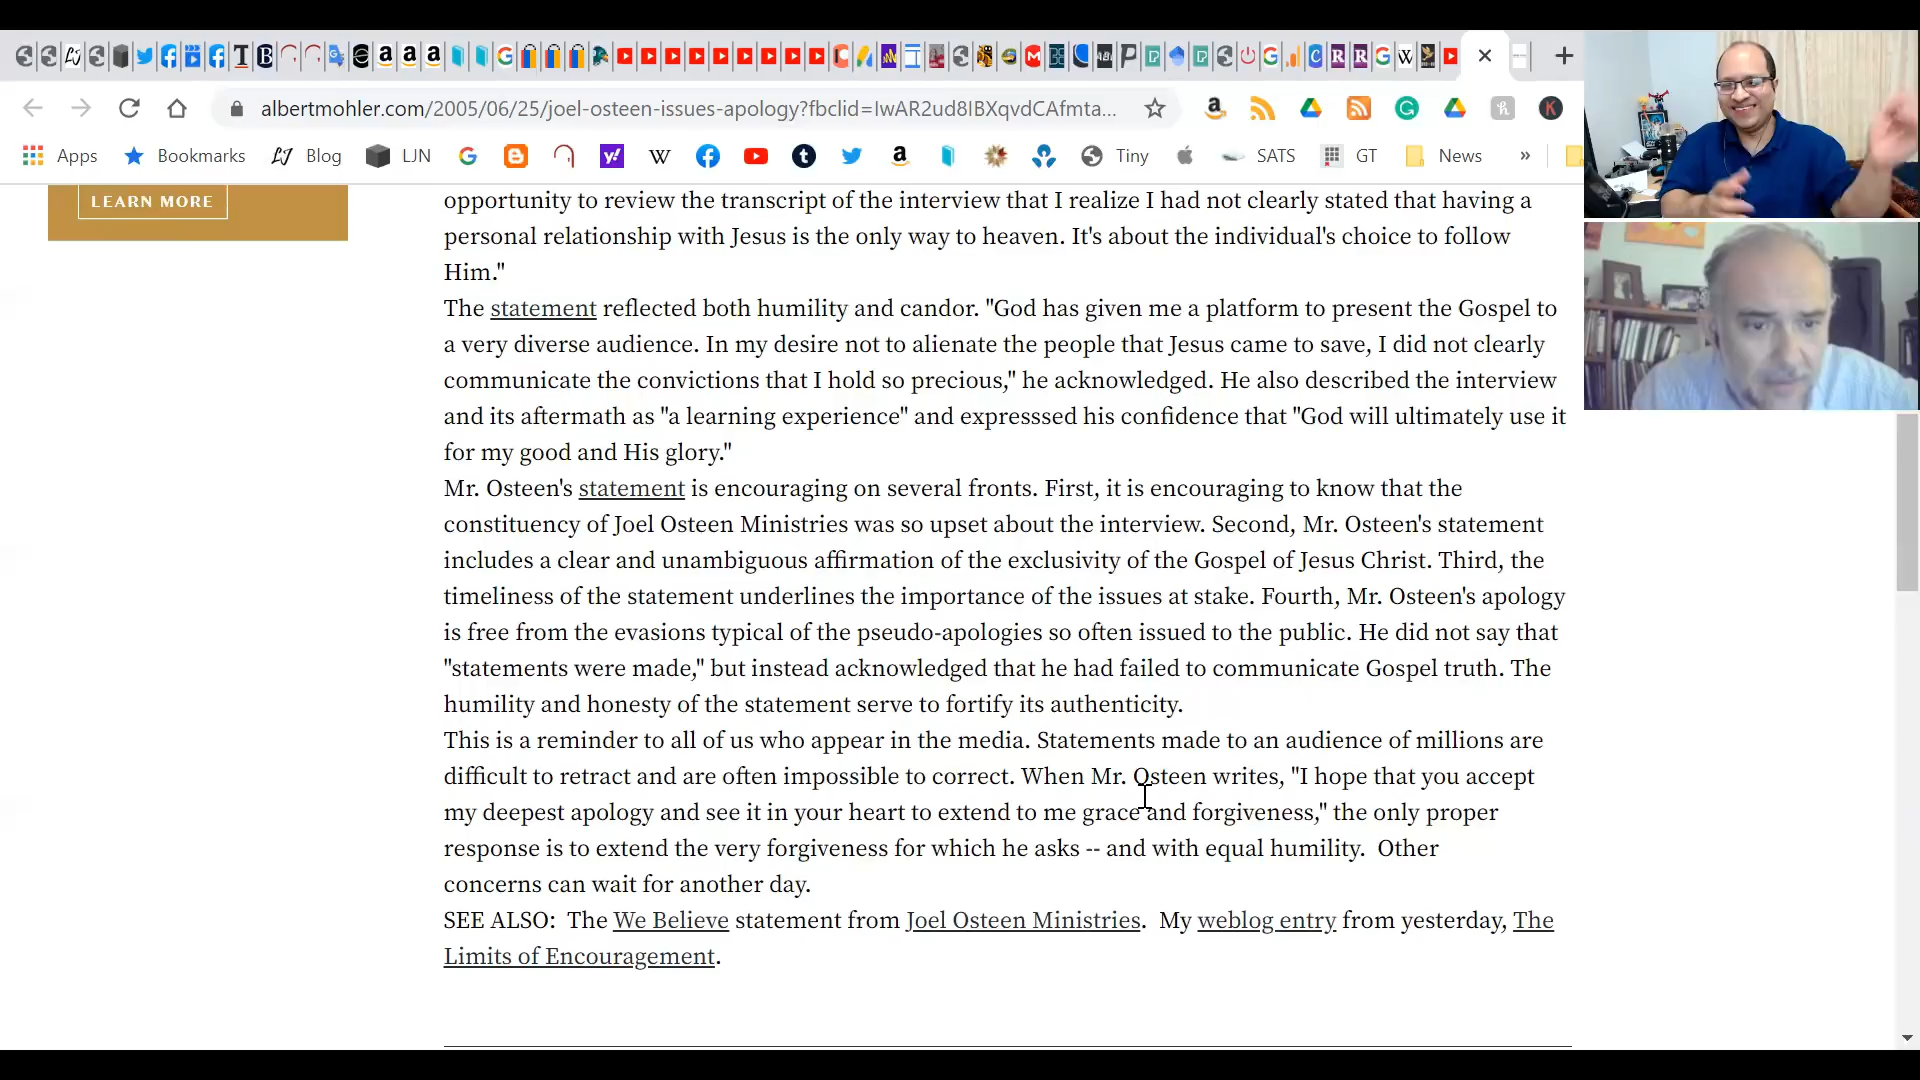 albertmohler.com/2005/06/25/joel-osteen-issues-apology?fbclid=IwAR2ud8IBXqvdCAfmta...
Apps Bookmarks Blog LJN Tiny SATS GT News »
LEARN MORE
opportunity to review the transcript of the interview that I realize I had not clearly stated that having a
personal relationship with Jesus is the only way to heaven. It's about the individual's choice to follow
Him."
The statement reflected both humility and candor. "God has given me a platform to present the Gospel to
a very diverse audience. In my desire not to alienate the people that Jesus came to save, I did not clearly
communicate the convictions that I hold so precious," he acknowledged. He also described the interview
and its aftermath as "a learning experience" and expresssed his confidence that "God will ultimately use it
for my good and His glory."
Mr. Osteen's statement is encouraging on several fronts. First, it is encouraging to know that the
constituency of Joel Osteen Ministries was so upset about the interview. Second, Mr. Osteen's statement
includes a clear and unambiguous affirmation of the exclusivity of the Gospel of Jesus Christ. Third, the
timeliness of the statement underlines the importance of the issues at stake. Fourth, Mr. Osteen's apology
is free from the evasions typical of the pseudo-apologies so often issued to the public. He did not say that
"statements were made," but instead acknowledged that he had failed to communicate Gospel truth. The
humility and honesty of the statement serve to fortify its authenticity.
This is a reminder to all of us who appear in the media. Statements made to an audience of millions are
difficult to retract and are often impossible to correct. When Mr. Osteen writes, "I hope that you accept
my deepest apology and see it in your heart to extend to me grace and forgiveness," the only proper
response is to extend the very forgiveness for which he asks -- and with equal humility. Other
concerns can wait for another day.
SEE ALSO: The We Believe statement from Joel Osteen Ministries. My weblog entry from yesterday, The
Limits of Encouragement.